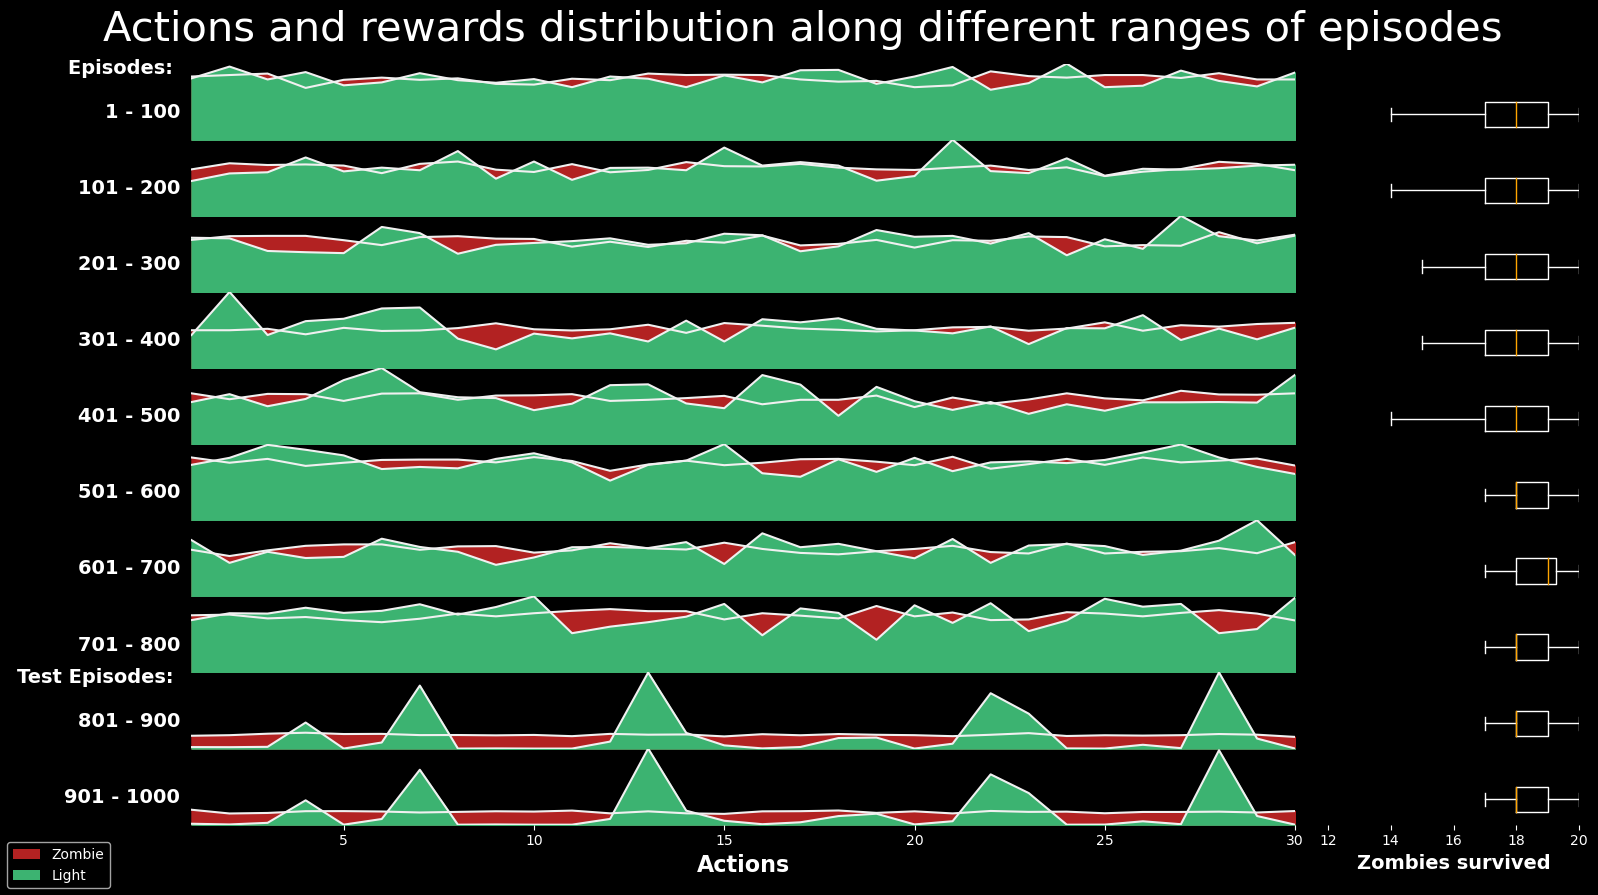 Actions and rewards distribution along different ranges of episodes
Episodes:
1 - 100
101 - 200
201 - 300
301 - 400
401 - 500
501 - 600
601 - 700
701 - 800
Test Episodes:
801 - 900
901 - 1000
5 10 15 20 25 30 12 14 16 18 20
Actions
Zombies survived
Zombie
Light